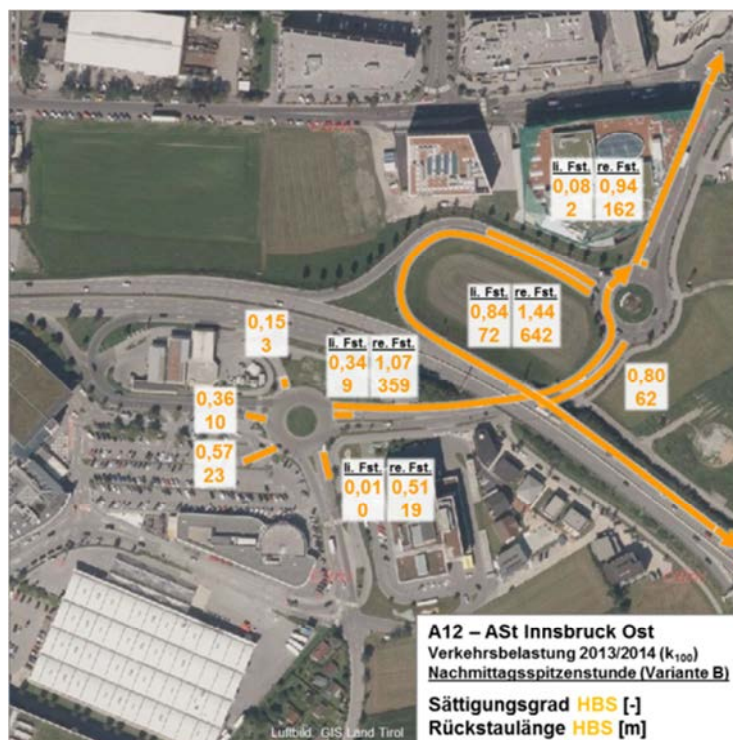 li. Fst. re. Fst.
0,08 0,94
2 162
li. Fst. re. Fst.
0,84 1,44
72 642
0,15
3
li. Fst. re. Fst.
0,34 1,07
9 359
0,36
10
0,80
62
0,57
23
li. Fst. re. Fst.
0,01 0,51
0 19
A12 – ASt Innsbruck Ost
Verkehrsbelastung 2013/2014 (k100)
Nachmittagsspitzenstunde (Variante B)
Sättigungsgrad HBS [-]
Rückstaulänge HBS [m]
Luftbild, GIS Land Tirol